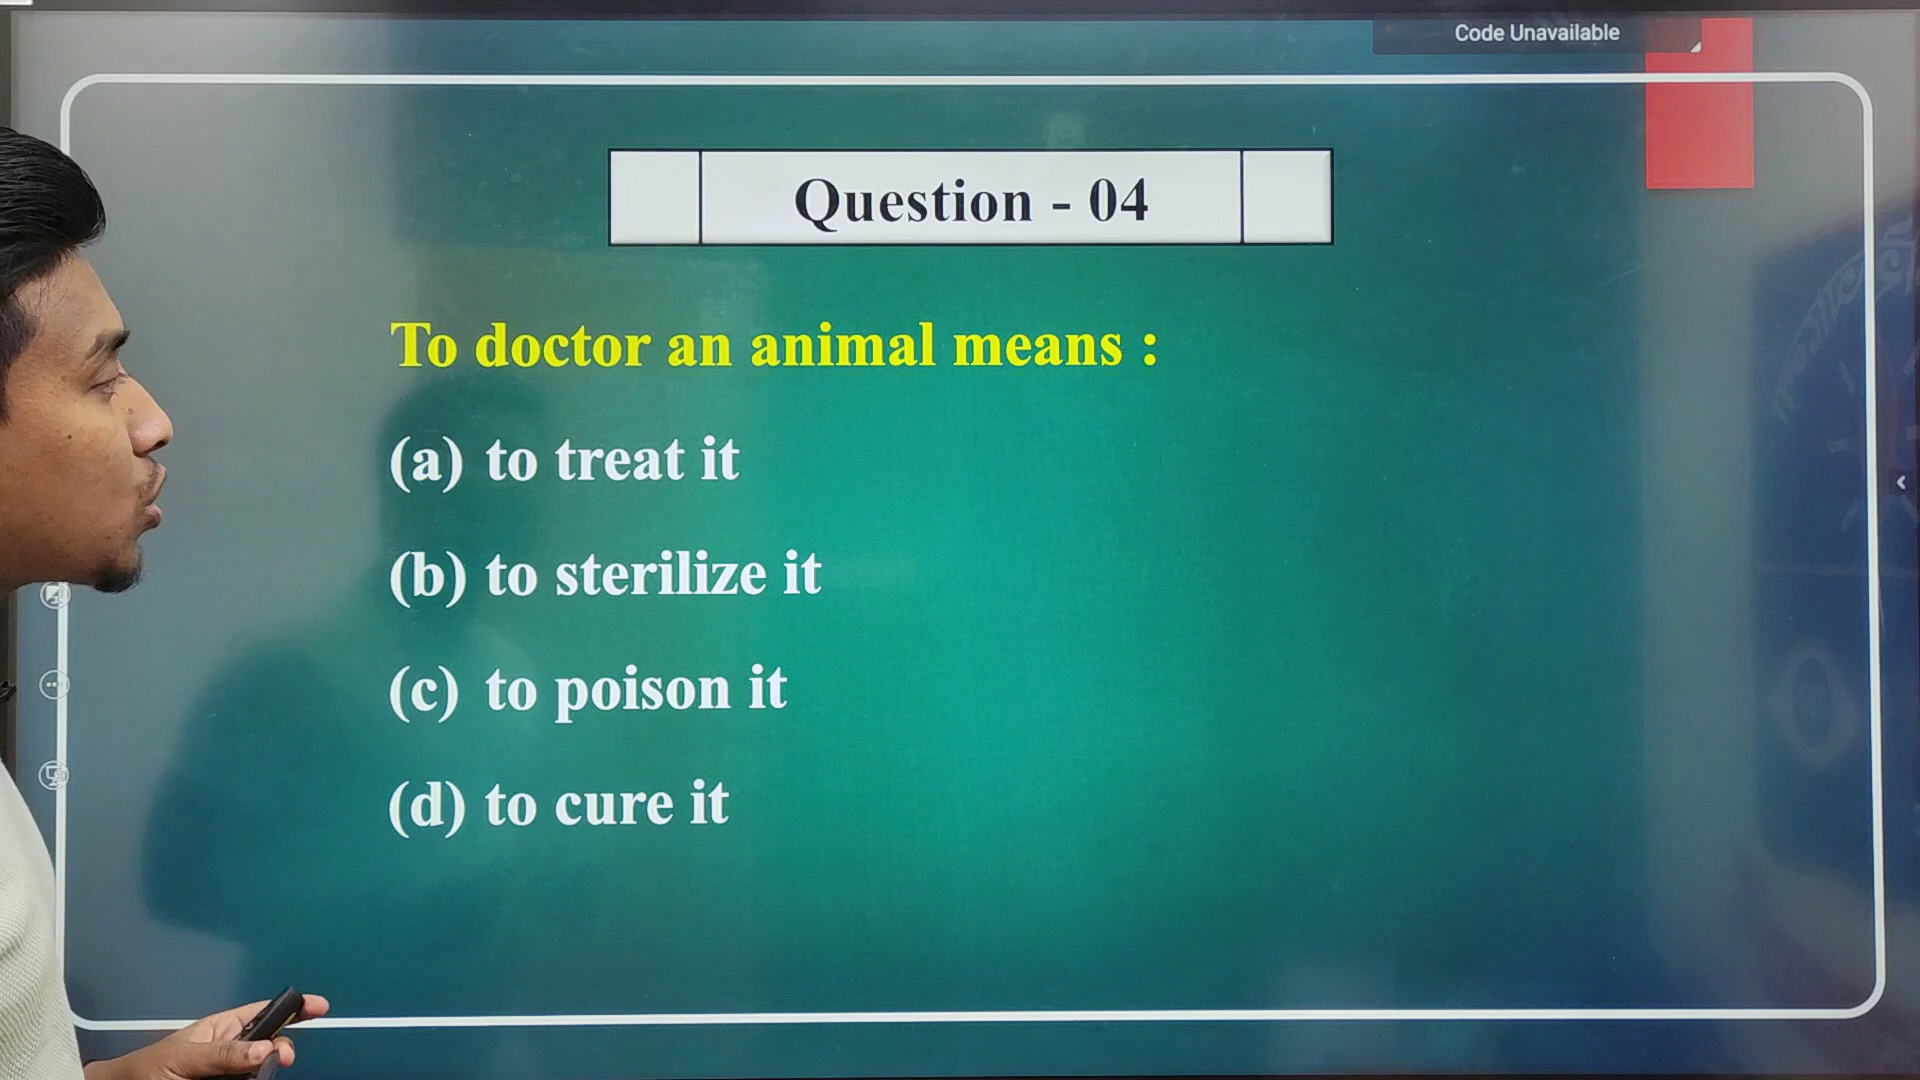 Code Unavailable
Question - 04
To doctor an animal means :
(a) to treat it
(b) to sterilize it
(c) to poison it
(d) to cure it